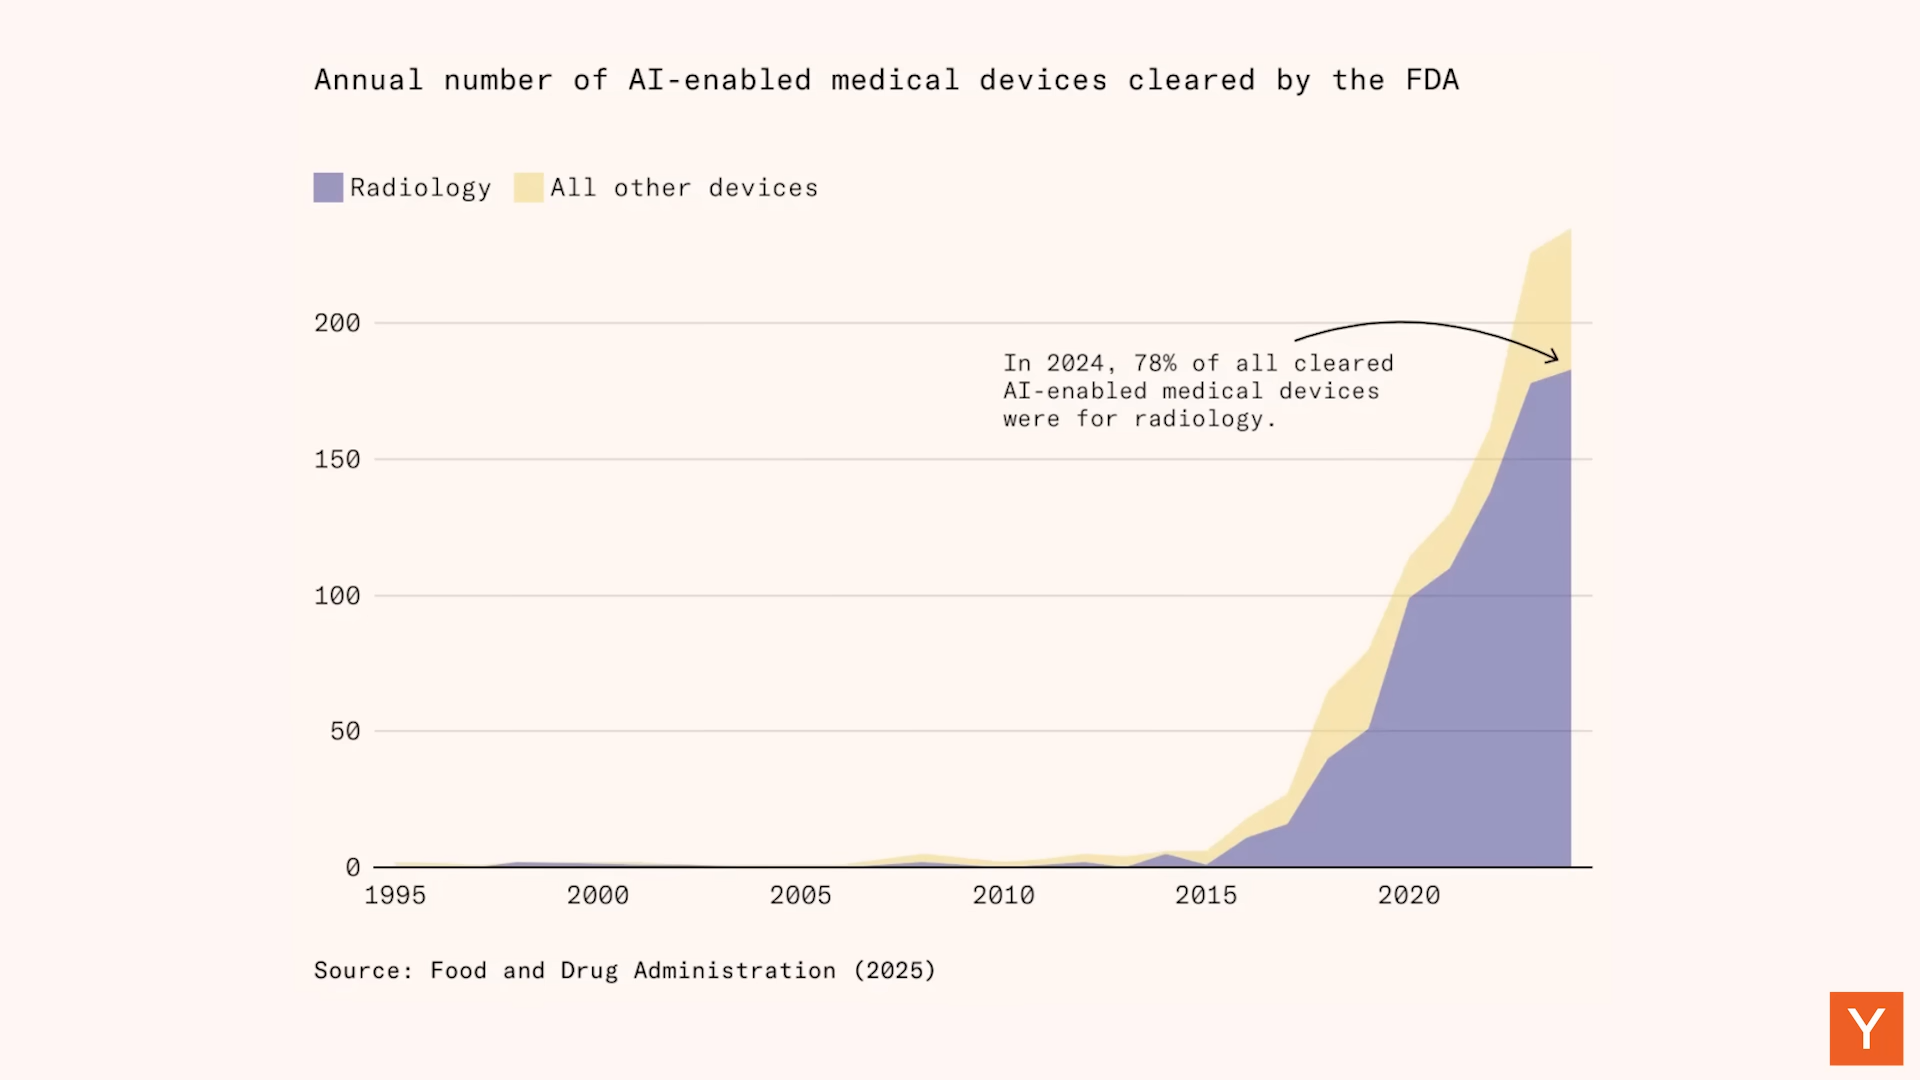 Annual number of AI-enabled medical devices cleared by the FDA
Radiology All other devices
200
In 2024, 78% of all cleared
AI-enabled medical devices
were for radiology.
150
100
50
0
1995 2000 2005 2010 2015 2020
Source: Food and Drug Administration (2025)
Y